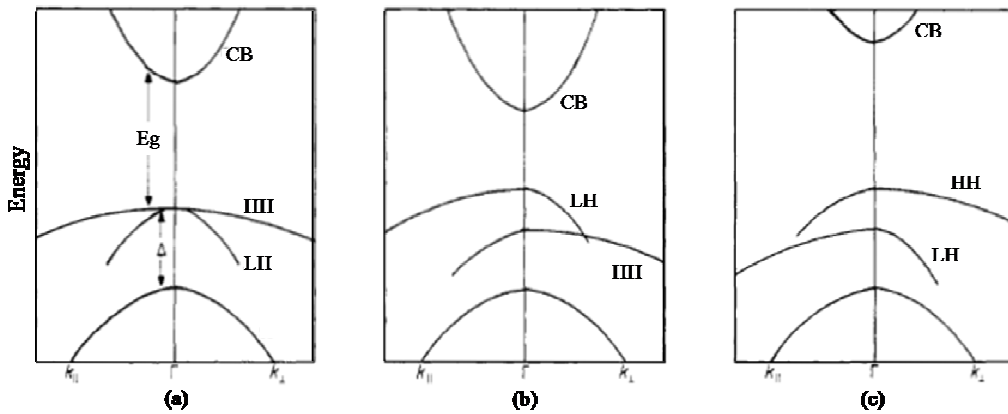 CB
Eg
HH
Δ
LH
k∥ Γ k⊥
(a)
Energy
CB
LH
HH
k∥ Γ k⊥
(b)
CB
HH
LH
k∥ Γ k⊥
(c)